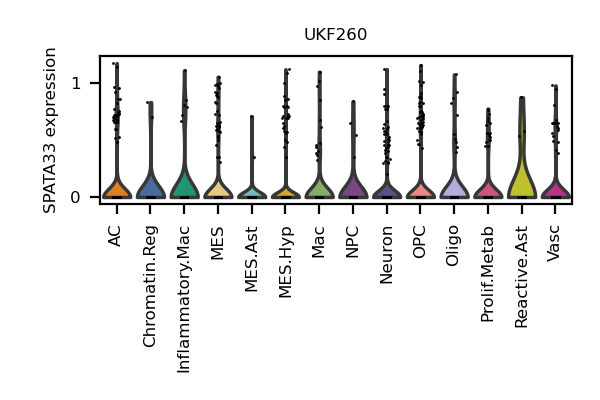 UKF260
SPATA33 expression
1
0
AC
Chromatin.Reg
Inflammatory.Mac
MES
MES.Ast
MES.Hyp
Mac
NPC
Neuron
OPC
Oligo
Prolif.Metab
Reactive.Ast
Vasc